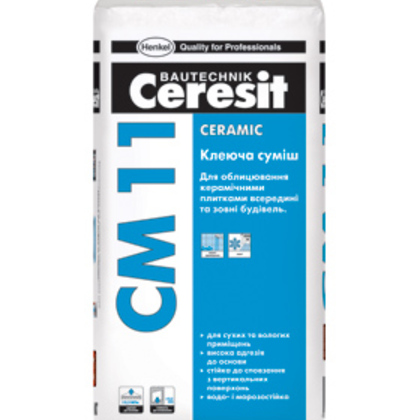 Henkel Quality for Professionals
BAUTECHNIK
Ceresit
CM 11
CERAMIC
Клеюча суміш
Для облицювання
керамічними
плитками всередині
та зовні будівель.
• для сухих та вологих
приміщень
• висока адгезія
до основи
• стійка до сповзання
з вертикальних
поверхонь
• водо- і морозостійка